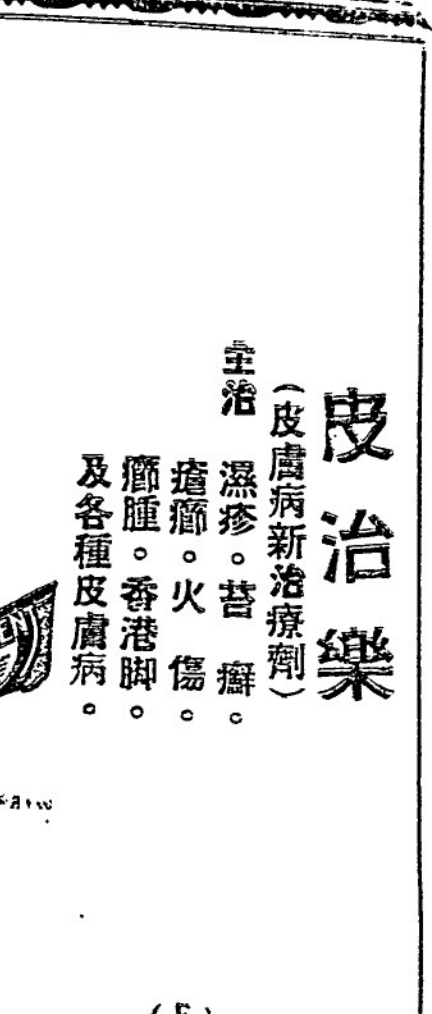 皮治樂
(皮膚病新治療劑)
主治 濕疹。苔癬。
瘡癤。火傷。
癤腫。香港脚。
及各種皮膚病。